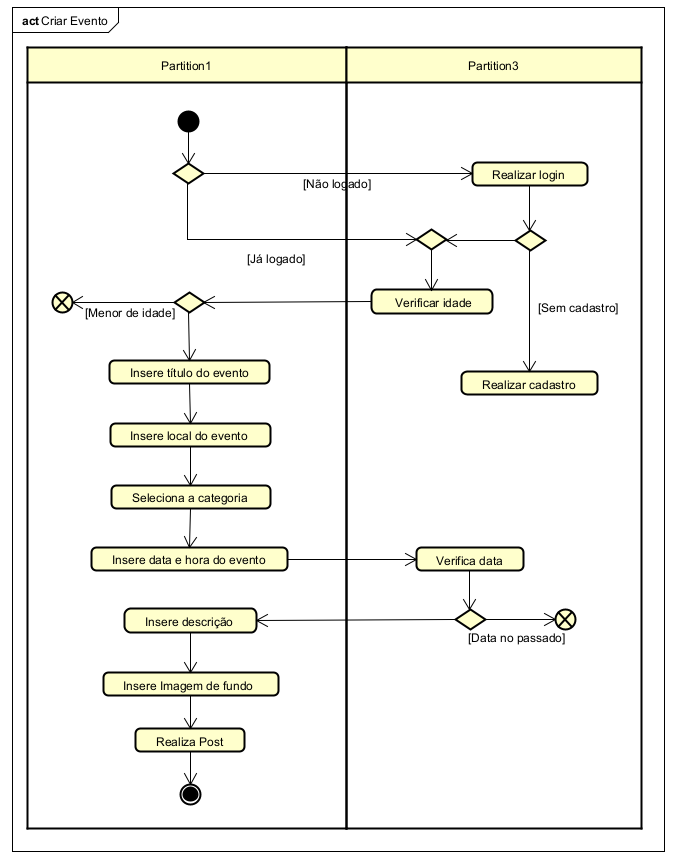 act Criar Evento
Partition1
Partition3
Realizar login
[Não logado]
[Já logado]
Verificar idade
[Menor de idade]
[Sem cadastro]
Insere título do evento
Realizar cadastro
Insere local do evento
Seleciona a categoria
Insere data e hora do evento
Verifica data
Insere descrição
[Data no passado]
Insere Imagem de fundo
Realiza Post